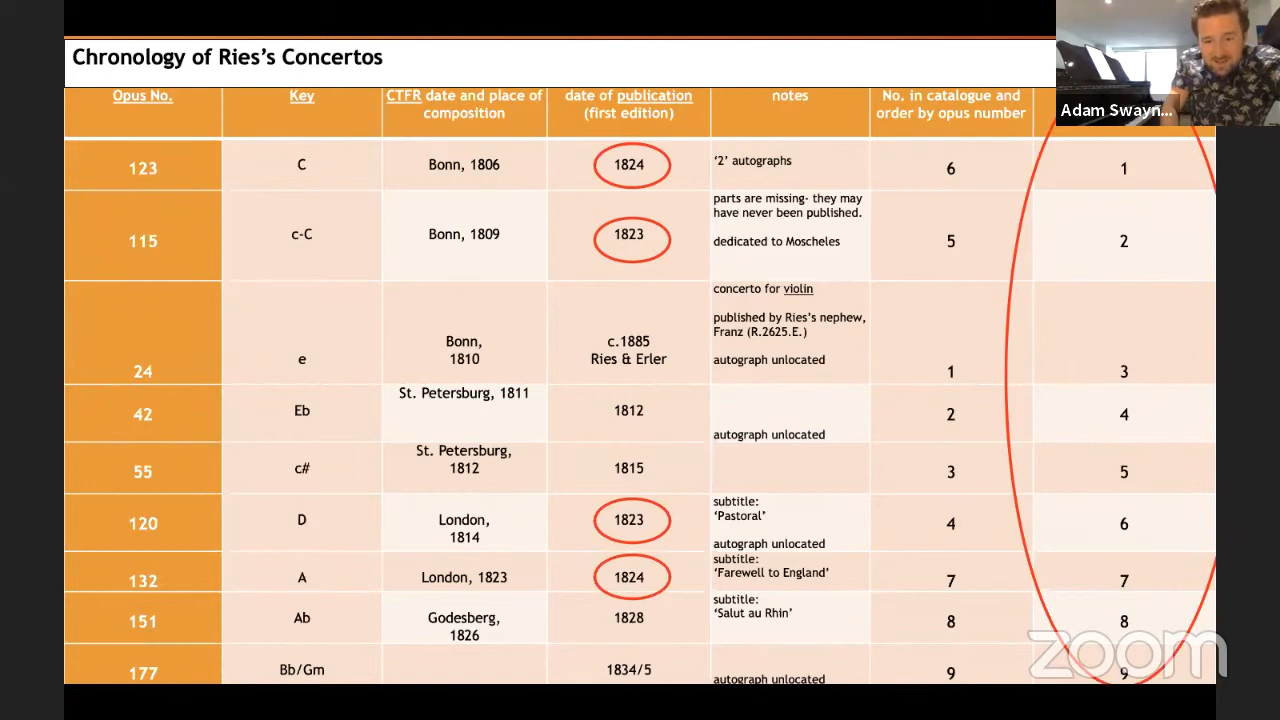 Chronology of Ries's Concertos
Adam Swayn...
Opus No.
Key
CTFR date and place of
composition
date of publication
(first edition)
notes
No. in catalogue and
order by opus number
123
C
Bonn, 1806
1824
'2' autographs
6
1
115
c-C
Bonn, 1809
1823
parts are missing- they may
have never been published.
dedicated to Moscheles
5
2
24
e
Bonn,
1810
c.1885
Ries & Erler
concerto for violin
published by Ries's nephew,
Franz (R.2625.E.)
autograph unlocated
1
3
42
Eb
St. Petersburg, 1811
1812
autograph unlocated
2
4
55
c#
St. Petersburg,
1812
1815
3
5
120
D
London,
1814
1823
subtitle:
'Pastoral'
autograph unlocated
4
6
132
A
London, 1823
1824
subtitle:
'Farewell to England'
7
7
151
Ab
Godesberg,
1826
1828
subtitle:
'Salut au Rhin'
8
8
177
Bb/Gm
1834/5
autograph unlocated
9
9
zoom